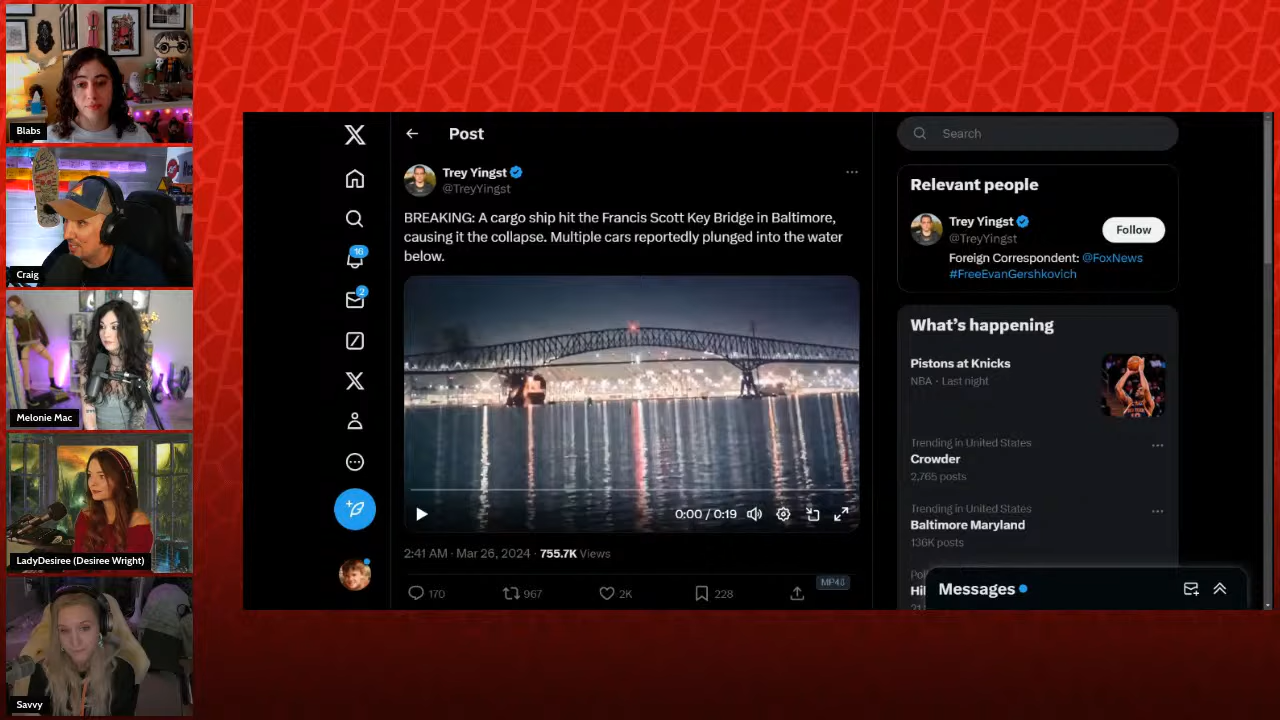 Blabs
Craig
Melonie Mac
LadyDesiree (Desiree Wright)
Savvy
Post
Trey Yingst
@TreyYingst
BREAKING: A cargo ship hit the Francis Scott Key Bridge in Baltimore,
causing it the collapse. Multiple cars reportedly plunged into the water
below.
0:00 / 0:19
2:41 AM · Mar 26, 2024 · 755.7K Views
170
967
2K
228
MP4
16
2
Search
Relevant people
Trey Yingst
@TreyYingst
Follow
Foreign Correspondent: @FoxNews
#FreeEvanGershkovich
What's happening
Pistons at Knicks
NBA · Last night
Trending in United States
Crowder
2,765 posts
Trending in United States
Baltimore Maryland
136K posts
Messages